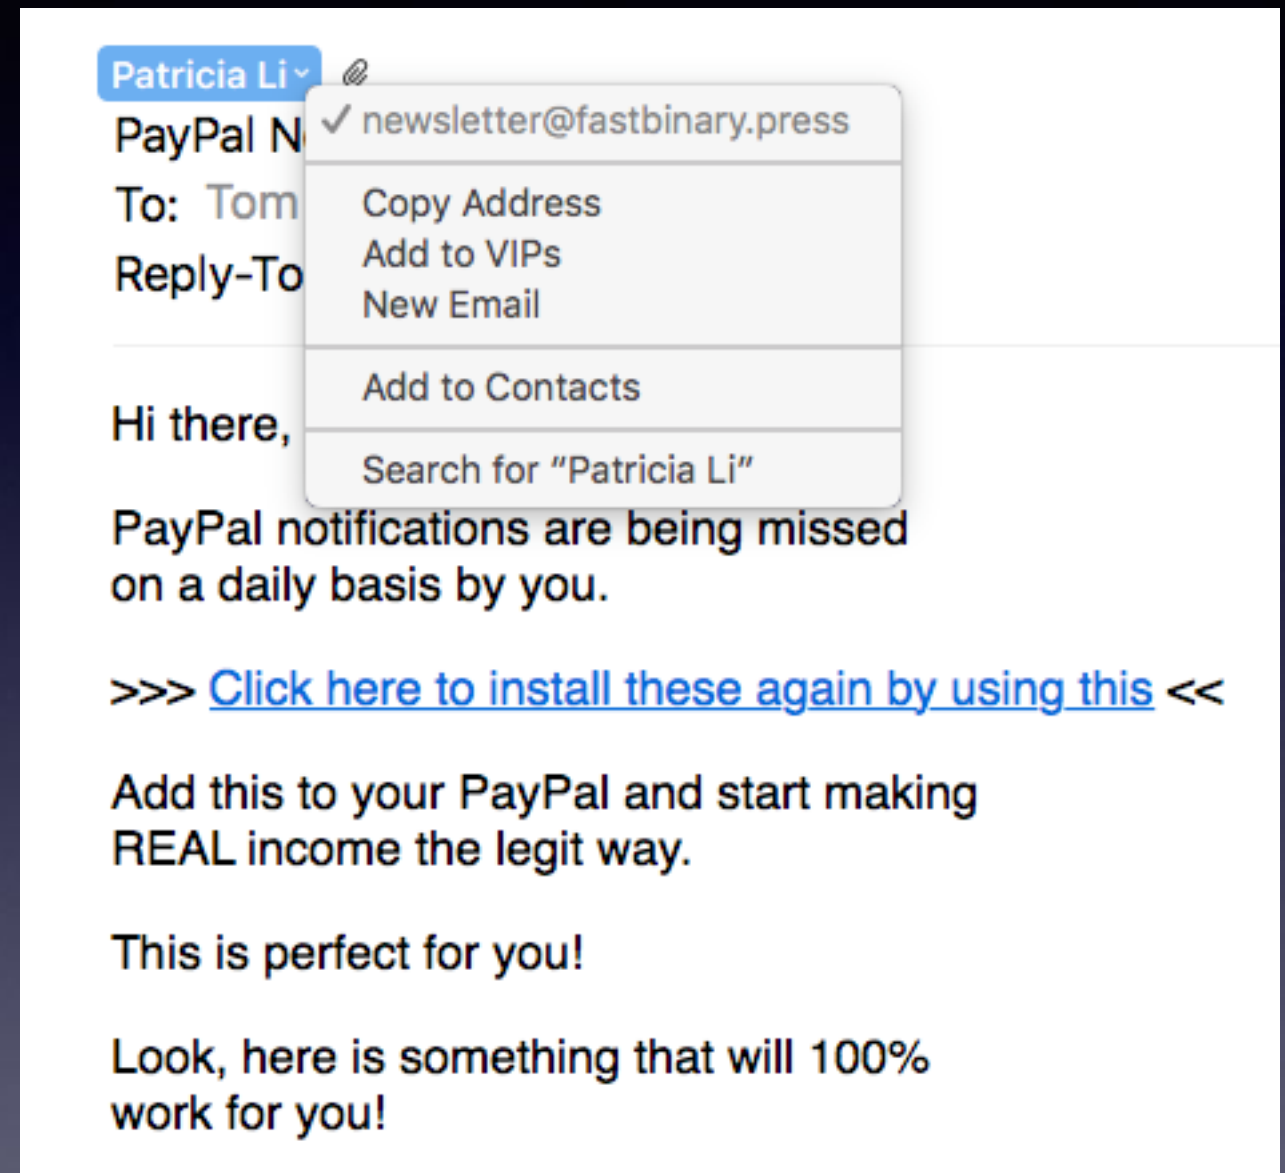 Patricia Li
✓ newsletter@fastbinary.press
PayPal N
To: Tom
Copy Address
Add to VIPs
Reply-To
New Email
Add to Contacts
Hi there,
Search for “Patricia Li”
PayPal notifications are being missed
on a daily basis by you.
>>> Click here to install these again by using this <<
Add this to your PayPal and start making
REAL income the legit way.
This is perfect for you!
Look, here is something that will 100%
work for you!